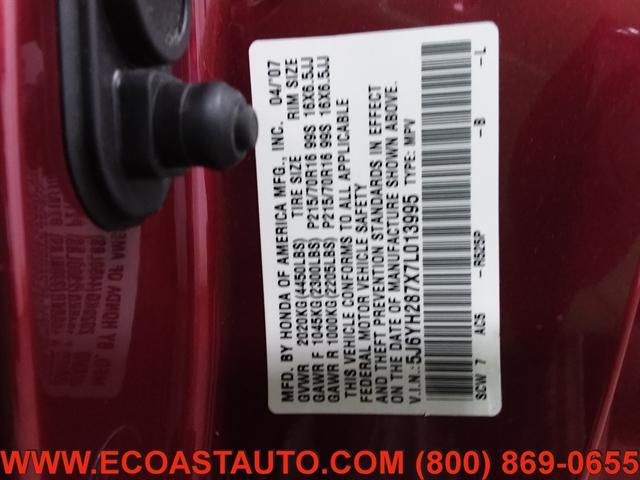 MFD. BY HONDA OF AMERICA MFG., INC. 04/'07
GVWR 2020KG(4450LBS) TIRE SIZE RIM SIZE
GAWR F 1045KG(2300LBS) P215/70R16 99S 16X6.5JJ
GAWR R 1000KG(2205LBS) P215/70R16 99S 16X6.5JJ
THIS VEHICLE CONFORMS TO ALL APPLICABLE
FEDERAL MOTOR VEHICLE SAFETY
AND THEFT PREVENTION STANDARDS IN EFFECT
ON THE DATE OF MANUFACTURE SHOWN ABOVE.
V.I.N.: 5J6YH287X7L013995 TYPE: MPV
SCW 7 AC5 -R525P -B -L
WWW.ECOASTAUTO.COM (800) 869-0655